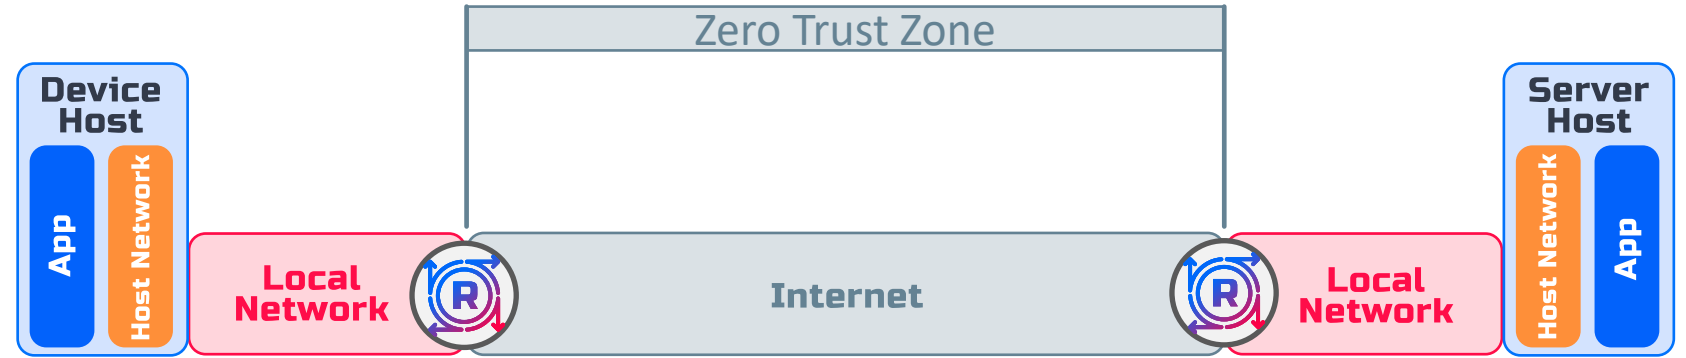 Zero Trust Zone
Device
Host
App
Host Network
Local
Network
R
Internet
R
Local
Network
Server
Host
Host Network
App